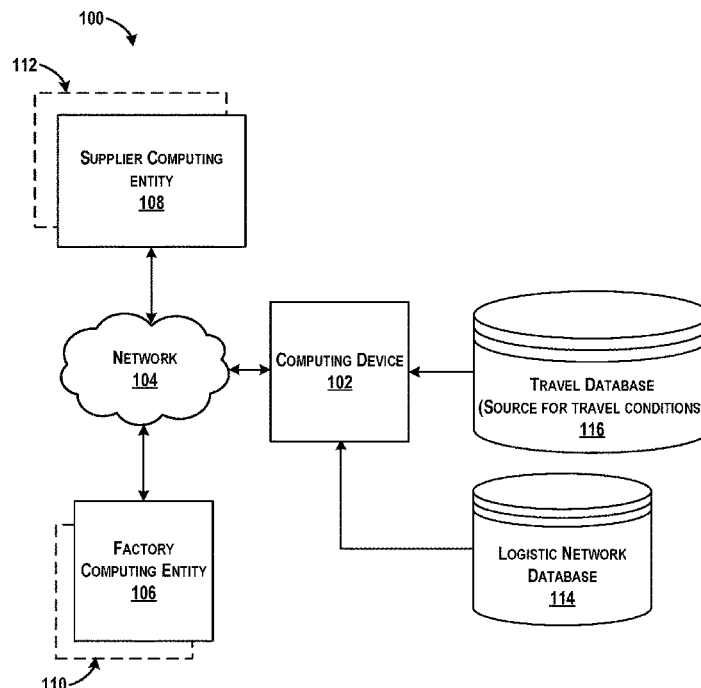 100
112
SUPPLIER COMPUTING
ENTITY
108
NETWORK
104
COMPUTING DEVICE
102
TRAVEL DATABASE
(SOURCE FOR TRAVEL CONDITIONS
116
FACTORY
COMPUTING ENTITY
106
LOGISTIC NETWORK
DATABASE
114
110